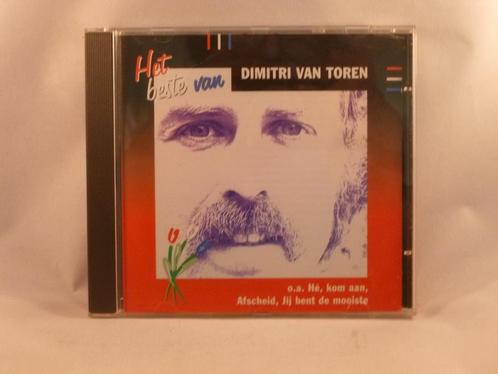 Het
beste van
DIMITRI VAN TOREN
o.a. Hé, kom aan,
Afscheid, Jij bent de mooiste